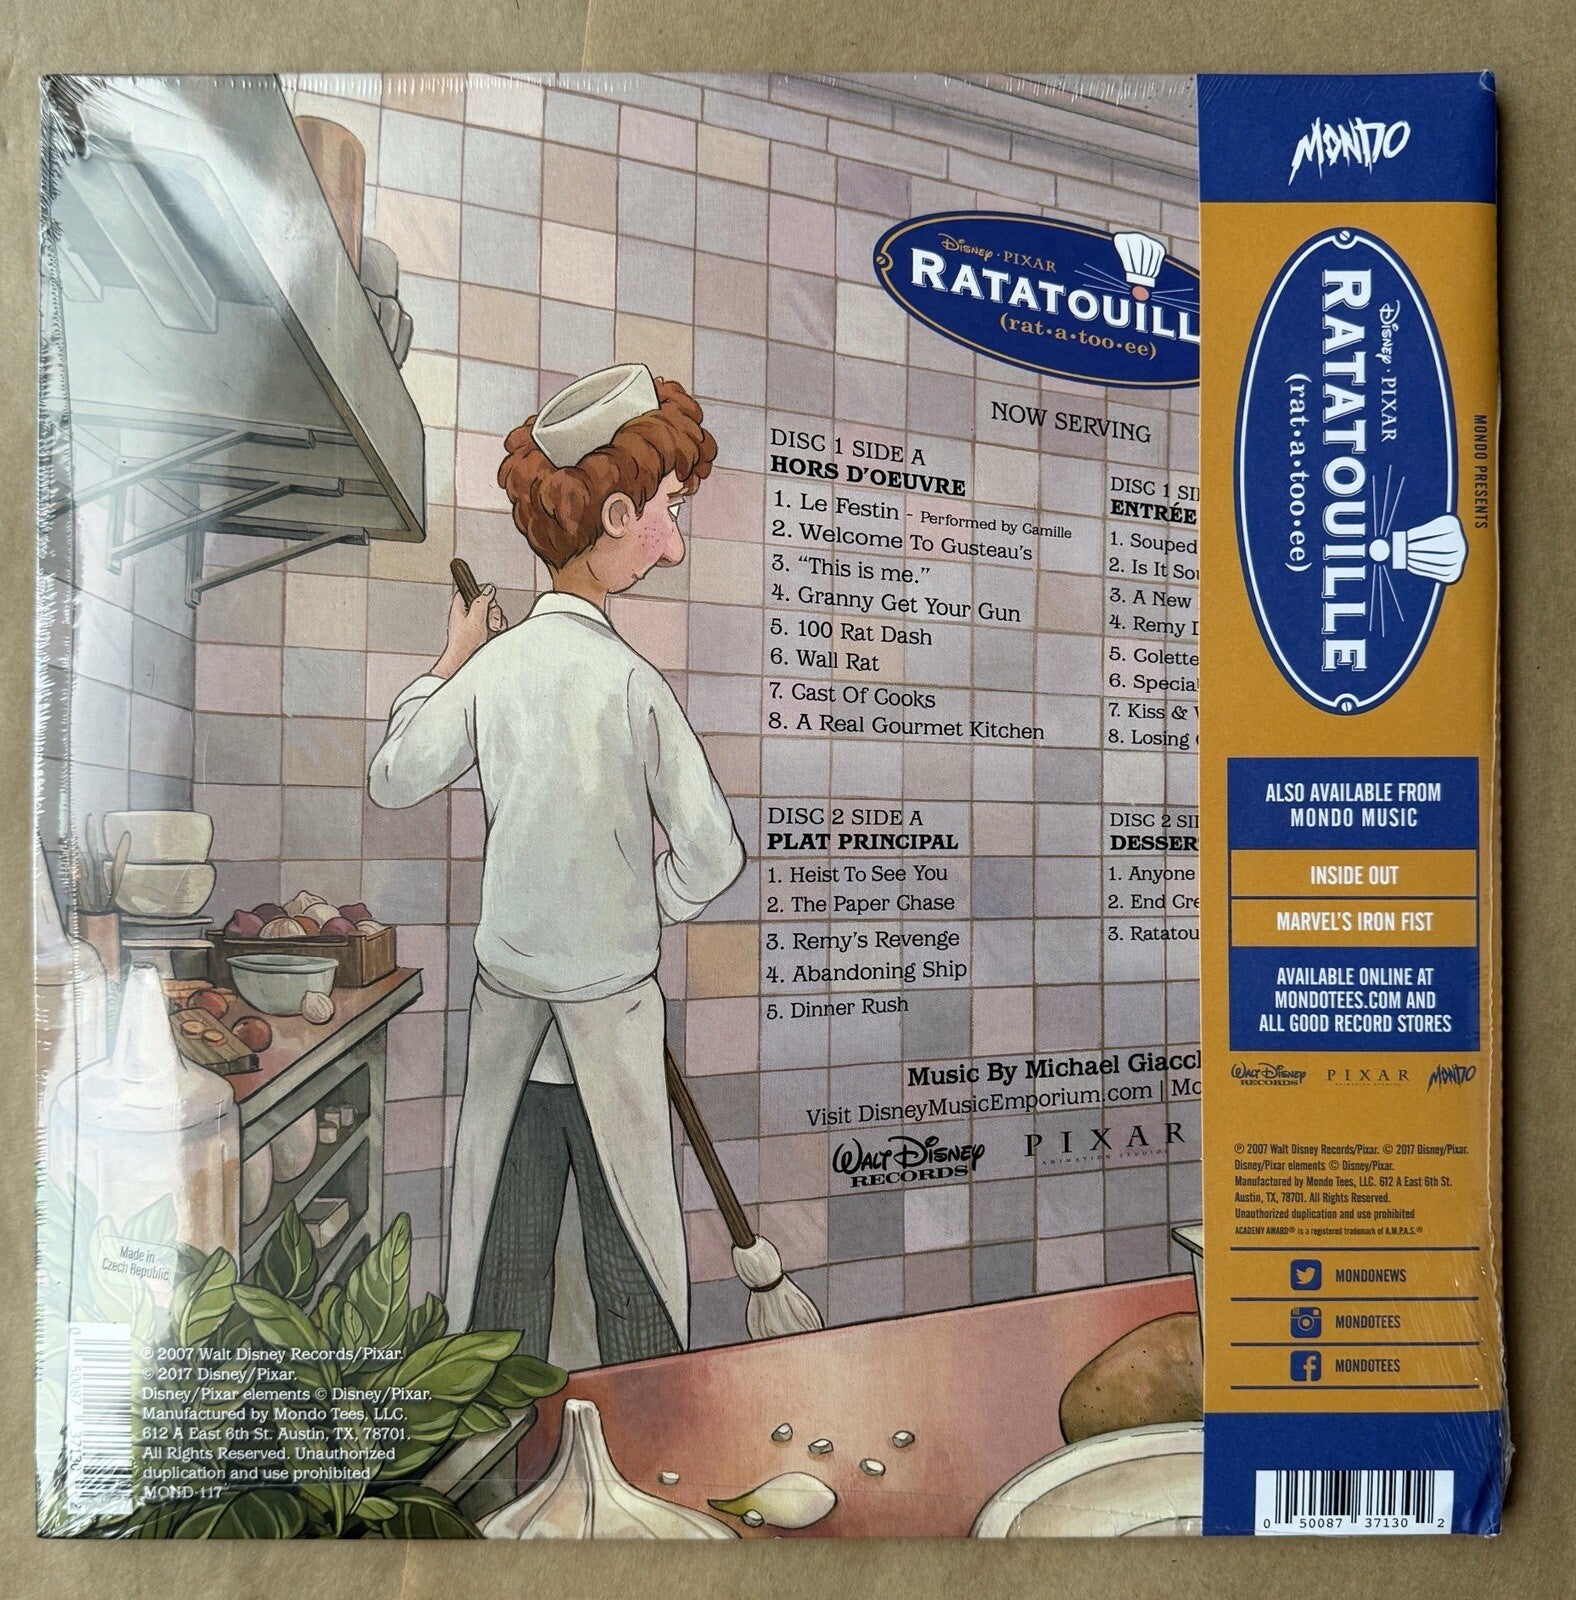 DISNEY · PIXAR
RATATOUILL
(rat·a·too·ee)
NOW SERVING
DISC 1 SIDE A
HORS D'OEUVRE
1. Le Festin - Performed by Camille
2. Welcome To Gusteau's
3. "This is me."
4. Granny Get Your Gun
5. 100 Rat Dash
6. Wall Rat
7. Cast Of Cooks
8. A Real Gourmet Kitchen
DISC 1 SI
ENTRÉE
1. Souped
2. Is It
3. A New
4. Remy
5. Colette
6. Specia
7. Kiss &
8. Losing
DISC 2 SIDE A
PLAT PRINCIPAL
1. Heist To See You
2. The Paper Chase
3. Remy's Revenge
4. Abandoning Ship
5. Dinner Rush
DISC 2 SI
DESSER
1. Anyone
2. End Cre
3. Ratatou
Music By Michael Giacc
Visit DisneyMusicEmporium.com | Mo
WALT DISNEY
RECORDS
PIXAR
ANIMATION STUDIOS
Made in
Czech Republic
℗ 2007 Walt Disney Records/Pixar.
© 2017 Disney/Pixar.
Disney/Pixar elements © Disney/Pixar.
Manufactured by Mondo Tees, LLC.
612 A East 6th St. Austin, TX, 78701.
All Rights Reserved. Unauthorized
duplication and use prohibited
MOND-117
MONDO
DISNEY · PIXAR
RATATOUILLE
(rat·a·too·ee)
MONDO PRESENTS
ALSO AVAILABLE FROM
MONDO MUSIC
INSIDE OUT
MARVEL'S IRON FIST
AVAILABLE ONLINE AT
MONDOTEES.COM AND
ALL GOOD RECORD STORES
WALT DISNEY
RECORDS
PIXAR
MONDO
℗ 2007 Walt Disney Records/Pixar. © 2017 Disney/Pixar.
Disney/Pixar elements © Disney/Pixar.
Manufactured by Mondo Tees, LLC. 612 A East 6th St.
Austin, TX, 78701. All Rights Reserved.
Unauthorized duplication and use prohibited
ACADEMY AWARD® is a registered trademark of A.M.P.A.S.®
MONDONEWS
MONDOTEES
MONDOTEES
0 50087 37130 2